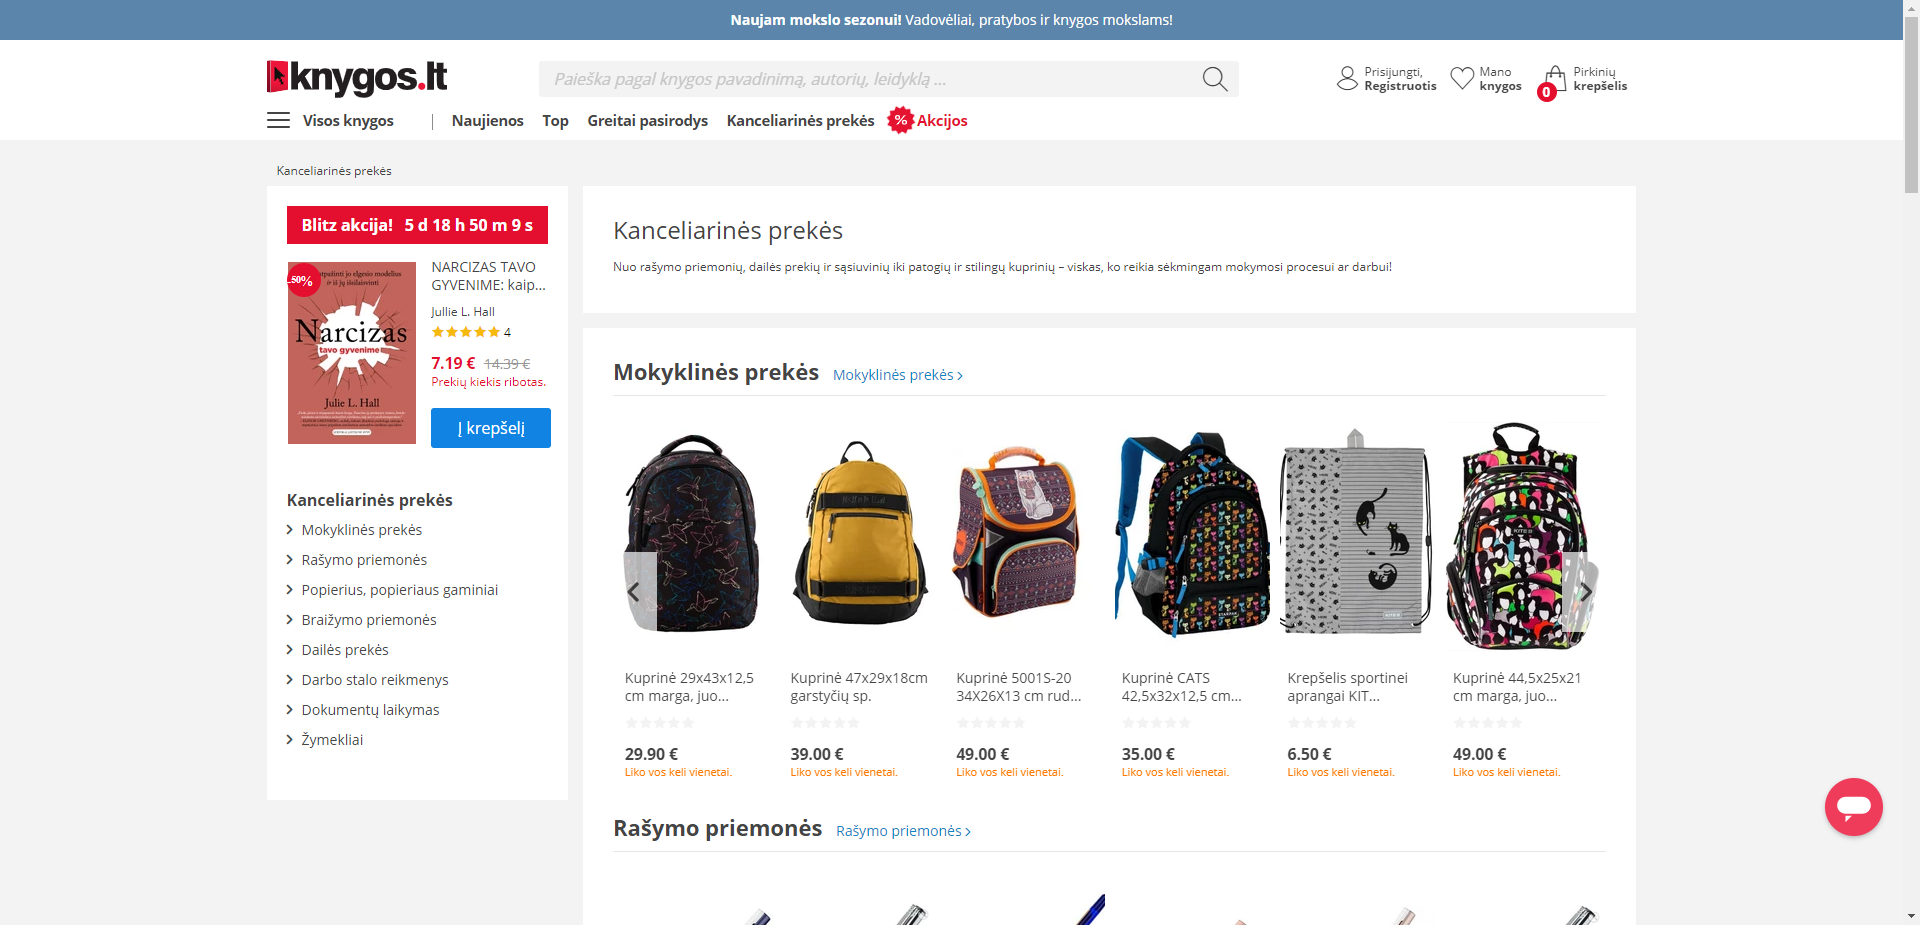 Naujam mokslo sezonui! Vadovėliai, pratybos ir knygos mokslams!
knygos.lt
Paieška pagal knygos pavadinimą, autorių, leidyklą ...
Prisijungti,
Registruotis
Mano
knygos
0
Pirkinių
krepšelis
Visos knygos
Naujienos
Top
Greitai pasirodys
Kanceliarinės prekės
%
Akcijos
Kanceliarinės prekės
Blitz akcija! 5 d 18 h 50 m 9 s
-50%
ir iš jų išsilaisvinti
Narcizas
tavo gyvenime
Julie L. Hall
NARCIZAS TAVO
GYVENIME: kaip...
Jullie L. Hall
4
7.19 € 14.39 €
Prekių kiekis ribotas.
Į krepšelį
Kanceliarinės prekės
Mokyklinės prekės
Rašymo priemonės
Popierius, popieriaus gaminiai
Braižymo priemonės
Dailės prekės
Darbo stalo reikmenys
Dokumentų laikymas
Žymekliai
Kanceliarinės prekės
Nuo rašymo priemonių, dailės prekių ir sąsiuvinių iki patogių ir stilingų kuprinių – viskas, ko reikia sėkmingam mokymosi procesui ar darbui!
Mokyklinės prekės Mokyklinės prekės
Kuprinė 29x43x12,5
cm marga, juo...
29.90 €
Liko vos keli vienetai.
Kuprinė 47x29x18cm
garstyčių sp.
39.00 €
Liko vos keli vienetai.
Kuprinė 5001S-20
34X26X13 cm rud...
49.00 €
Liko vos keli vienetai.
Kuprinė CATS
42,5x32x12,5 cm...
35.00 €
Liko vos keli vienetai.
Krepšelis sportinei
aprangai KIT...
6.50 €
Liko vos keli vienetai.
Kuprinė 44,5x25x21
cm marga, juo...
49.00 €
Liko vos keli vienetai.
Rašymo priemonės Rašymo priemonės